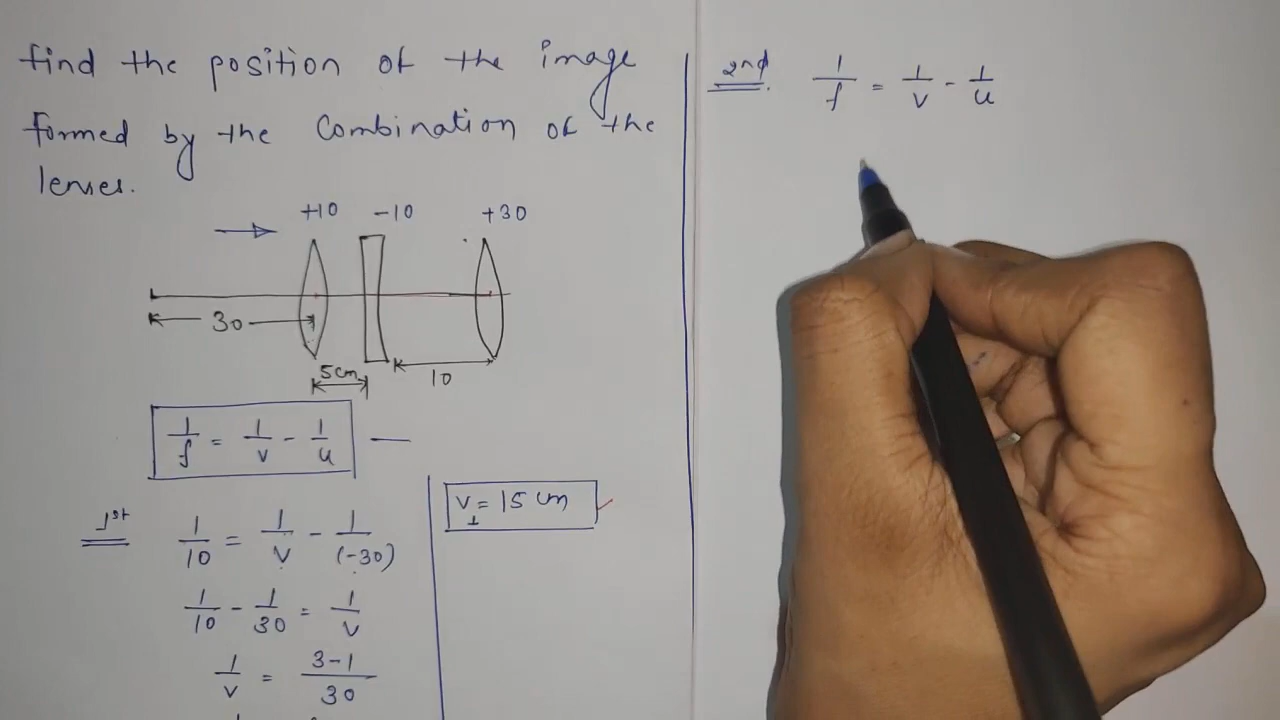 find the position of the image
formed by the Combination of the
lenses.
+10 -10 +30
30
5cm
10
1/f = 1/v - 1/u
1st 1/10 = 1/v - 1/(-30)
1/10 - 1/30 = 1/v
1/v = 3-1/30
v₁ = 15 cm
2nd. 1/f = 1/v - 1/u